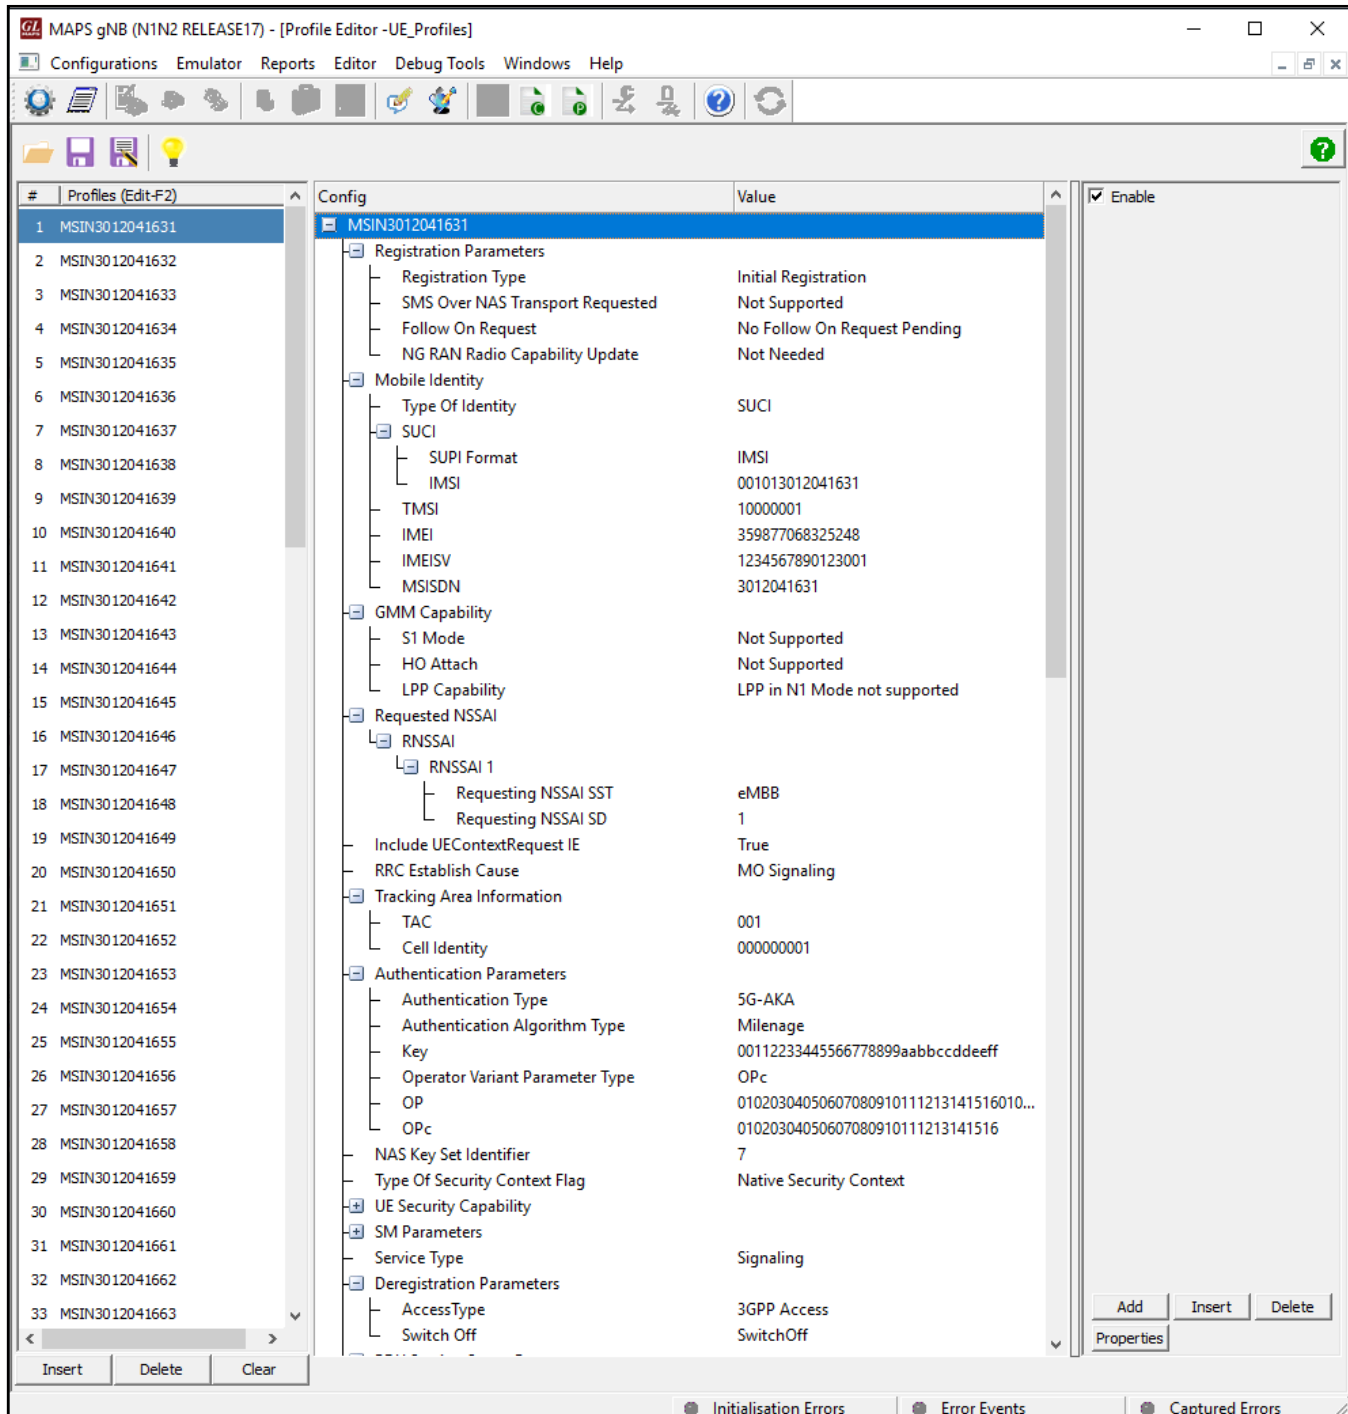 GL MAPS MAPS gNB (N1N2 RELEASE17) - [Profile Editor -UE_Profiles]
Configurations Emulator Reports Editor Debug Tools Windows Help
# Profiles (Edit-F2)
1 MSIN3012041631
2 MSIN3012041632
3 MSIN3012041633
4 MSIN3012041634
5 MSIN3012041635
6 MSIN3012041636
7 MSIN3012041637
8 MSIN3012041638
9 MSIN3012041639
10 MSIN3012041640
11 MSIN3012041641
12 MSIN3012041642
13 MSIN3012041643
14 MSIN3012041644
15 MSIN3012041645
16 MSIN3012041646
17 MSIN3012041647
18 MSIN3012041648
19 MSIN3012041649
20 MSIN3012041650
21 MSIN3012041651
22 MSIN3012041652
23 MSIN3012041653
24 MSIN3012041654
25 MSIN3012041655
26 MSIN3012041656
27 MSIN3012041657
28 MSIN3012041658
29 MSIN3012041659
30 MSIN3012041660
31 MSIN3012041661
32 MSIN3012041662
33 MSIN3012041663
Insert Delete Clear
Config Value
MSIN3012041631
Registration Parameters
Registration Type Initial Registration
SMS Over NAS Transport Requested Not Supported
Follow On Request No Follow On Request Pending
NG RAN Radio Capability Update Not Needed
Mobile Identity
Type Of Identity SUCI
SUCI
SUPI Format IMSI
IMSI 001013012041631
TMSI 10000001
IMEI 359877068325248
IMEISV 1234567890123001
MSISDN 3012041631
GMM Capability
S1 Mode Not Supported
HO Attach Not Supported
LPP Capability LPP in N1 Mode not supported
Requested NSSAI
RNSSAI
RNSSAI 1
Requesting NSSAI SST eMBB
Requesting NSSAI SD 1
Include UEContextRequest IE True
RRC Establish Cause MO Signaling
Tracking Area Information
TAC 001
Cell Identity 000000001
Authentication Parameters
Authentication Type 5G-AKA
Authentication Algorithm Type Milenage
Key 00112233445566778899aabbccddeeff
Operator Variant Parameter Type OPc
OP 01020304050607080910111213141516010...
OPc 01020304050607080910111213141516
NAS Key Set Identifier 7
Type Of Security Context Flag Native Security Context
UE Security Capability
SM Parameters
Service Type Signaling
Deregistration Parameters
AccessType 3GPP Access
Switch Off SwitchOff
Enable
Add Insert Delete
Properties
Initialisation Errors Error Events Captured Errors